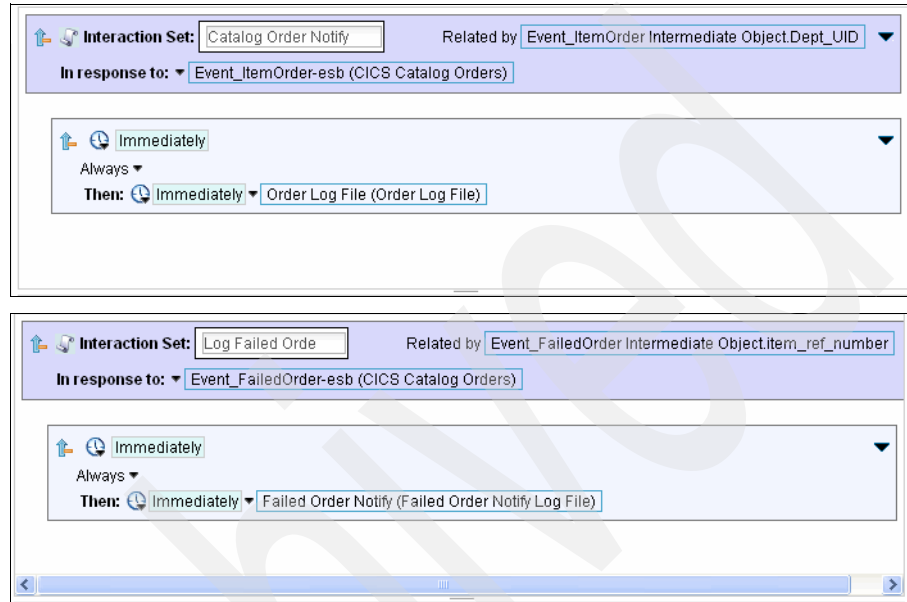 Interaction Set: Catalog Order Notify Related by Event_ItemOrder Intermediate Object.Dept_UID
In response to: Event_ItemOrder-esb (CICS Catalog Orders)
Immediately
Always
Then: Immediately Order Log File (Order Log File)
Interaction Set: Log Failed Orde Related by Event_FailedOrder Intermediate Object.item_ref_number
In response to: Event_FailedOrder-esb (CICS Catalog Orders)
Immediately
Always
Then: Immediately Failed Order Notify (Failed Order Notify Log File)